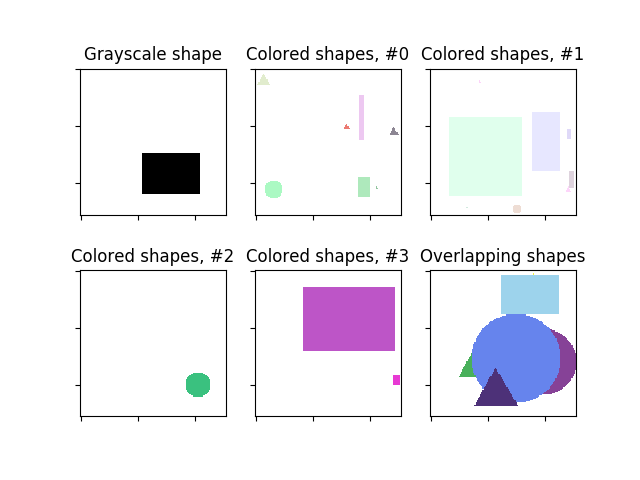 Grayscale shape
Colored shapes, #0
Colored shapes, #1
Colored shapes, #2
Colored shapes, #3
Overlapping shapes